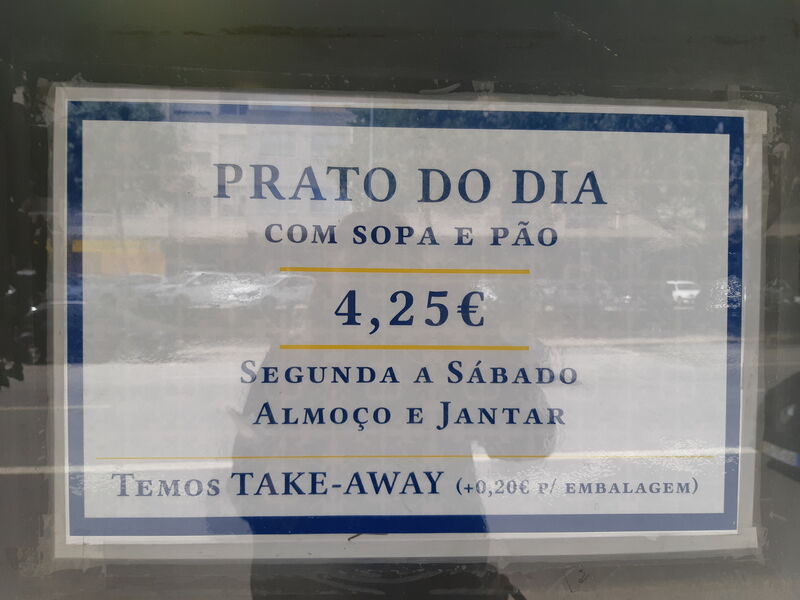 PRATO DO DIA
COM SOPA E PÃO
4,25€
SEGUNDA A SÁBADO
ALMOÇO E JANTAR
TEMOS TAKE-AWAY (+0,20€ P/ EMBALAGEM)